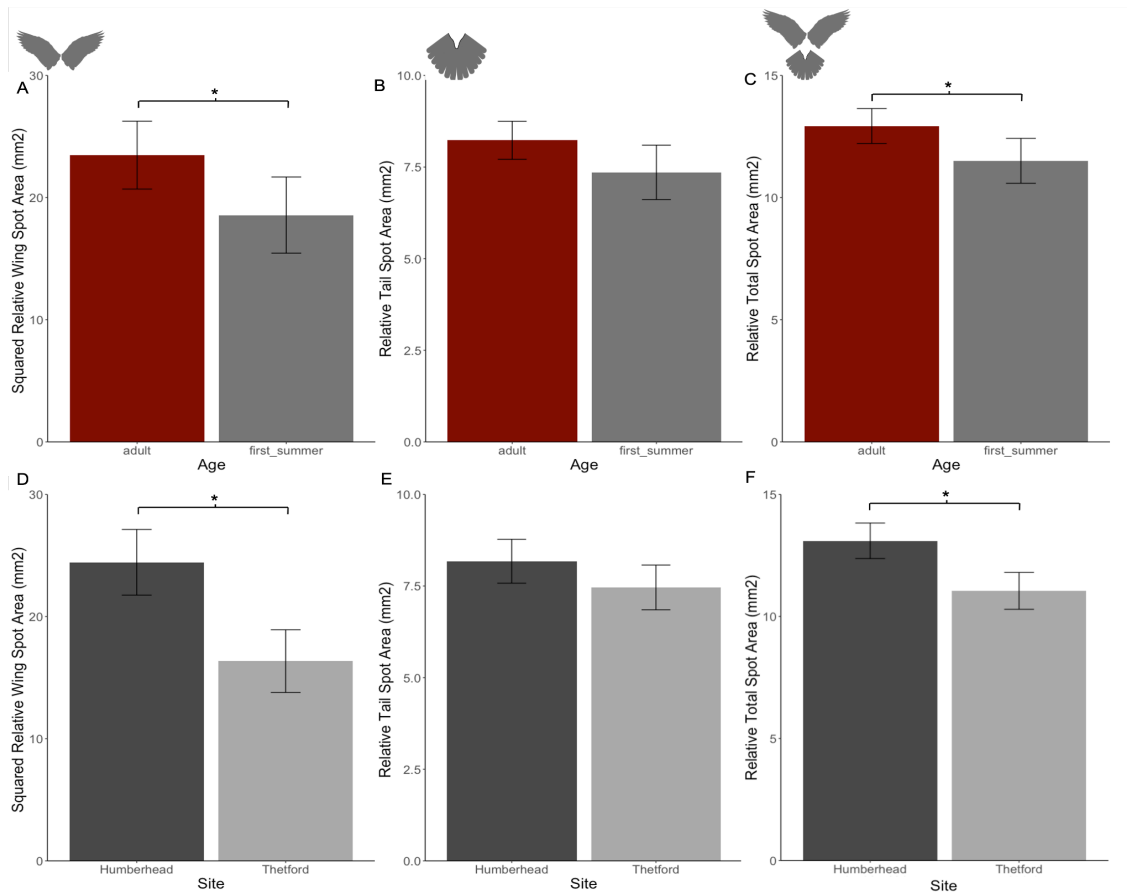 A
Squared Relative Wing Spot Area (mm2)
30
20
10
0
*
adult
first_summer
Age
B
Relative Tail Spot Area (mm2)
10.0
7.5
5.0
2.5
0.0
adult
first_summer
Age
C
Relative Total Spot Area (mm2)
15
10
5
0
*
adult
first_summer
Age
D
Squared Relative Wing Spot Area (mm2)
30
20
10
0
*
Humberhead
Thetford
Site
E
Relative Tail Spot Area (mm2)
10.0
7.5
5.0
2.5
0.0
Humberhead
Thetford
Site
F
Relative Total Spot Area (mm2)
15
10
5
0
*
Humberhead
Thetford
Site